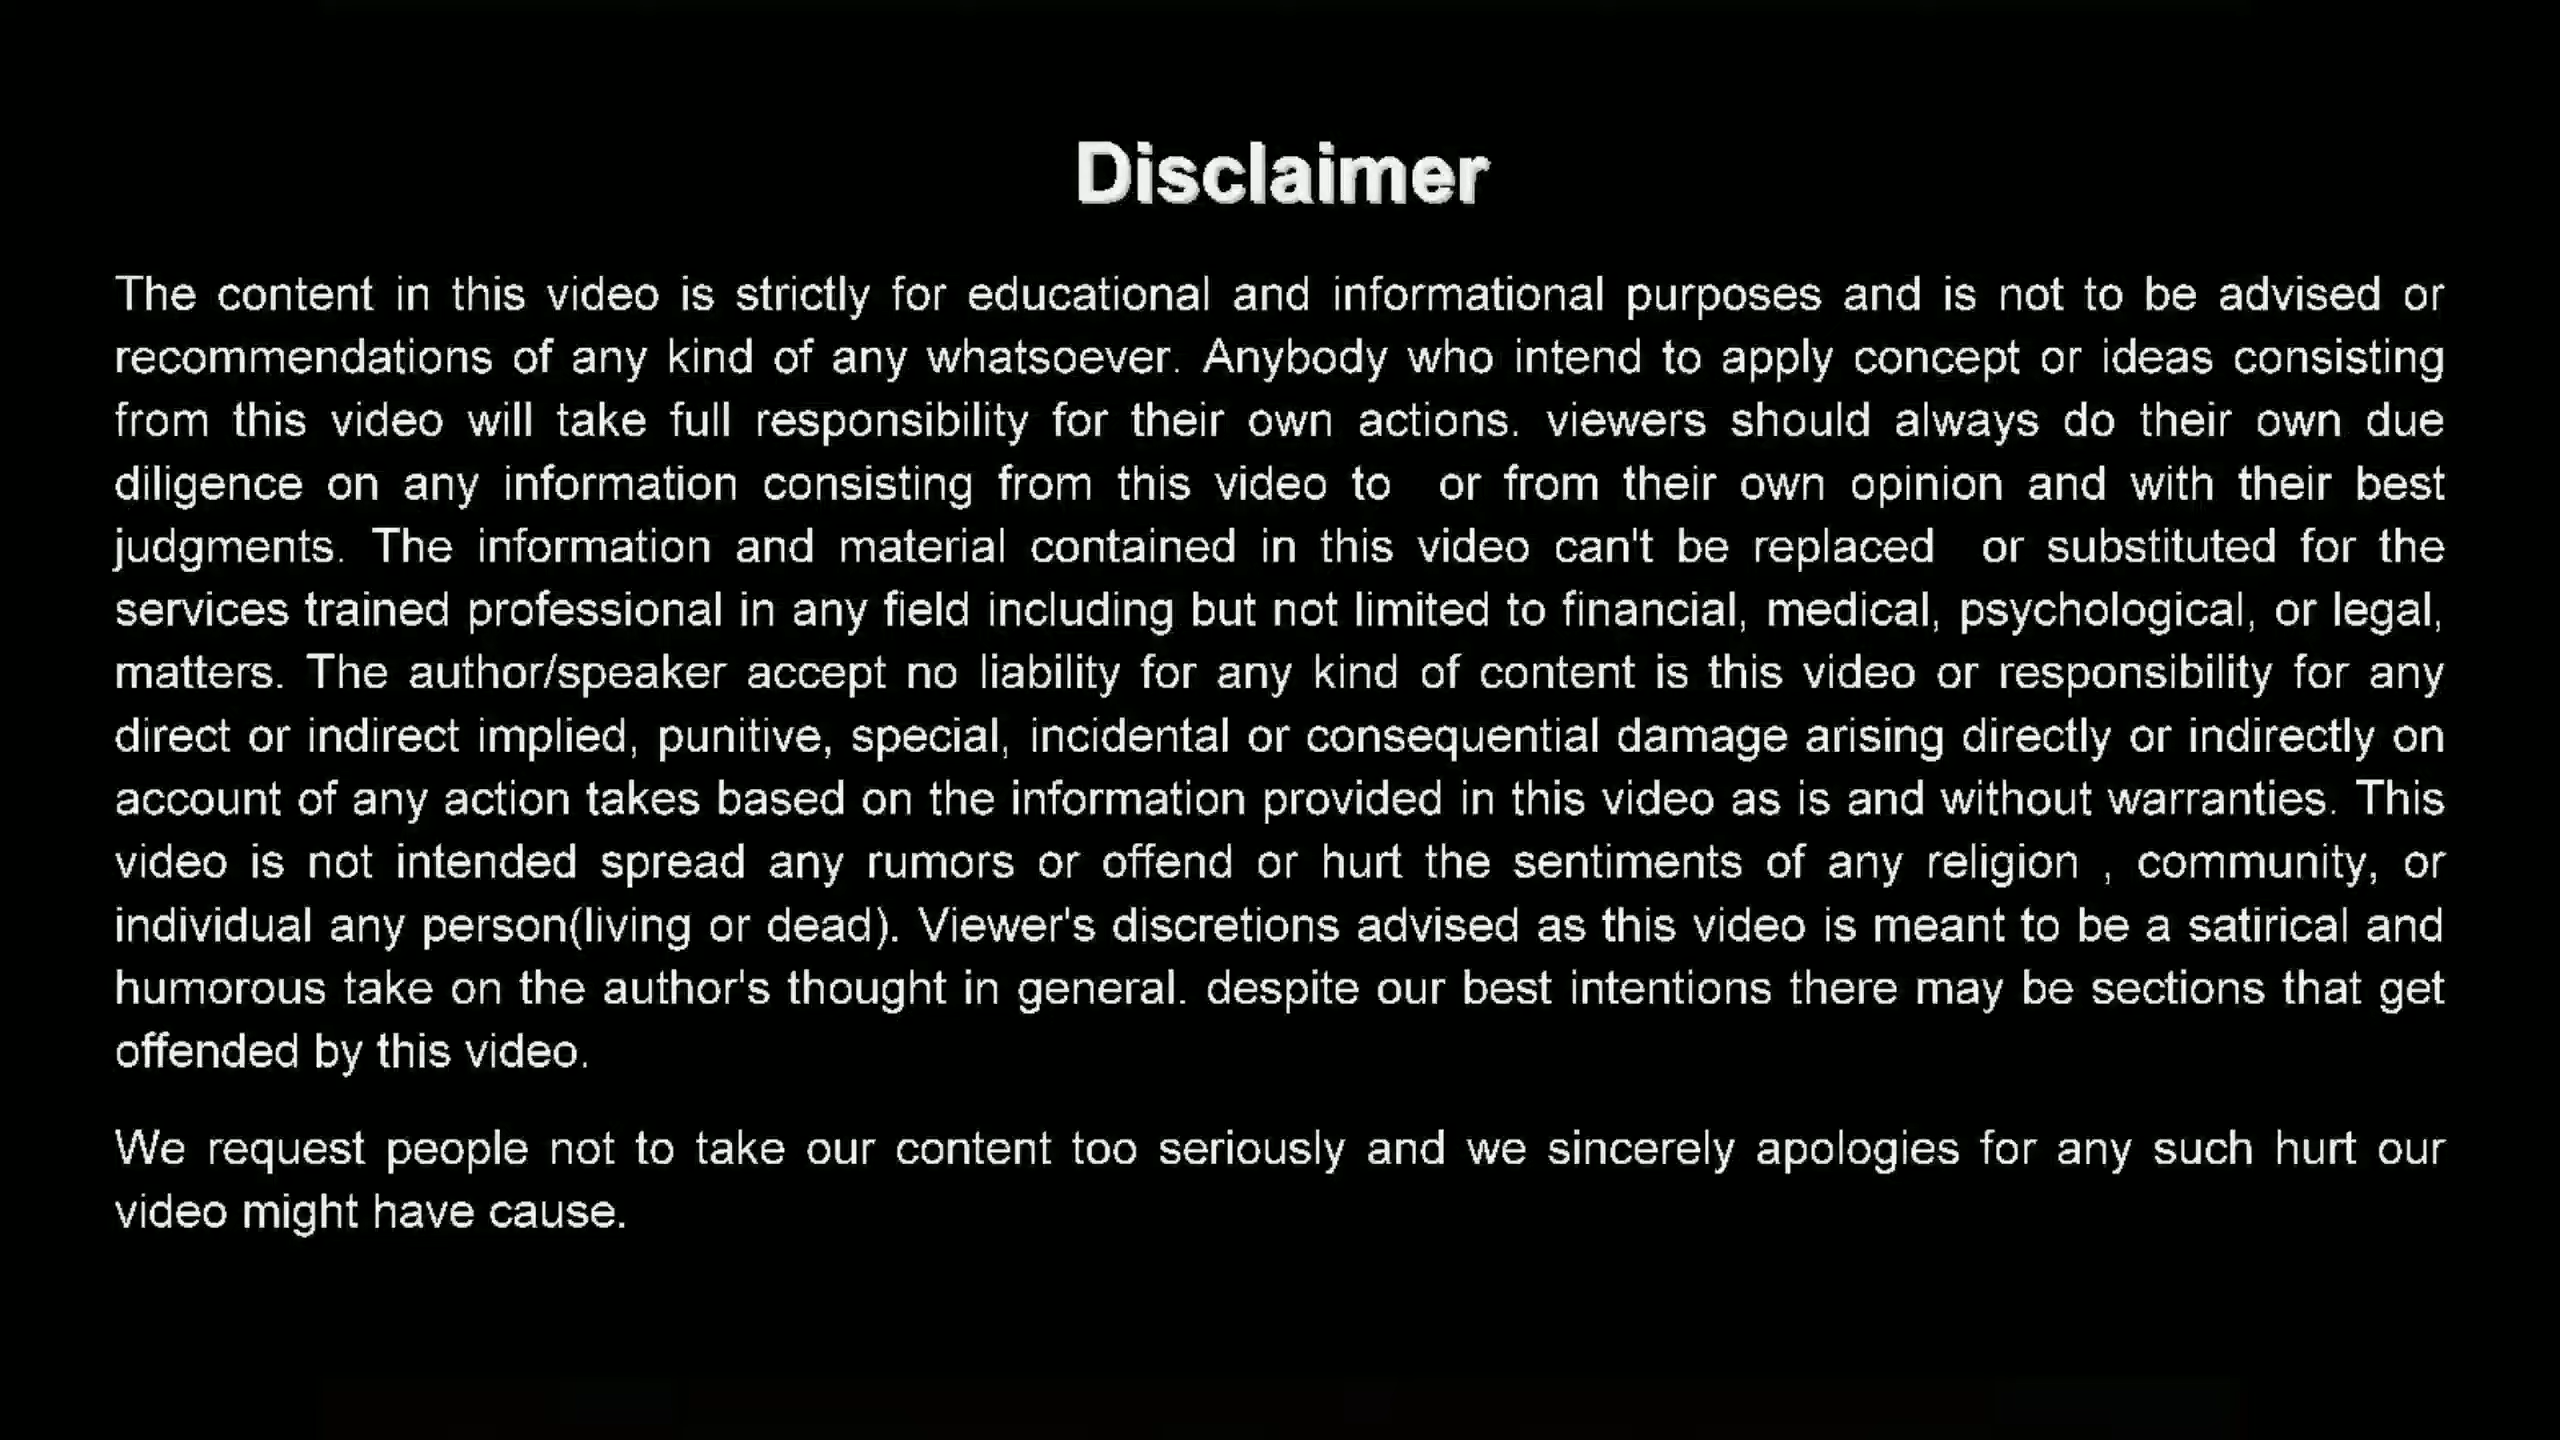 Disclaimer
The content in this video is strictly for educational and informational purposes and is not to be advised or
recommendations of any kind of any whatsoever. Anybody who intend to apply concept or ideas consisting
from this video will take full responsibility for their own actions. viewers should always do their own due
diligence on any information consisting from this video to or from their own opinion and with their best
judgments. The information and material contained in this video can't be replaced or substituted for the
services trained professional in any field including but not limited to financial, medical, psychological, or legal,
matters. The author/speaker accept no liability for any kind of content is this video or responsibility for any
direct or indirect implied, punitive, special, incidental or consequential damage arising directly or indirectly on
account of any action takes based on the information provided in this video as is and without warranties. This
video is not intended spread any rumors or offend or hurt the sentiments of any religion , community, or
individual any person(living or dead). Viewer's discretions advised as this video is meant to be a satirical and
humorous take on the author's thought in general. despite our best intentions there may be sections that get
offended by this video.
We request people not to take our content too seriously and we sincerely apologies for any such hurt our
video might have cause.